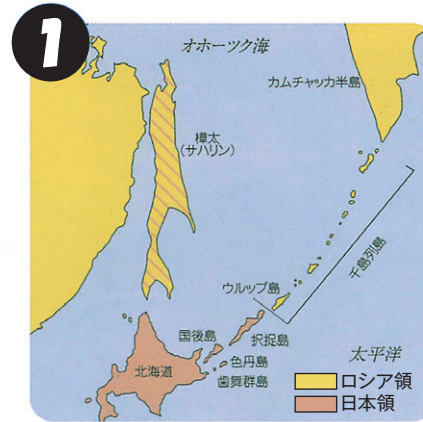 1
オホーツク海
カムチャッカ半島
樺太
(サハリン)
千島列島
ウルップ島
国後島
択捉島
北海道
色丹島
歯舞群島
太平洋
ロシア領
日本領